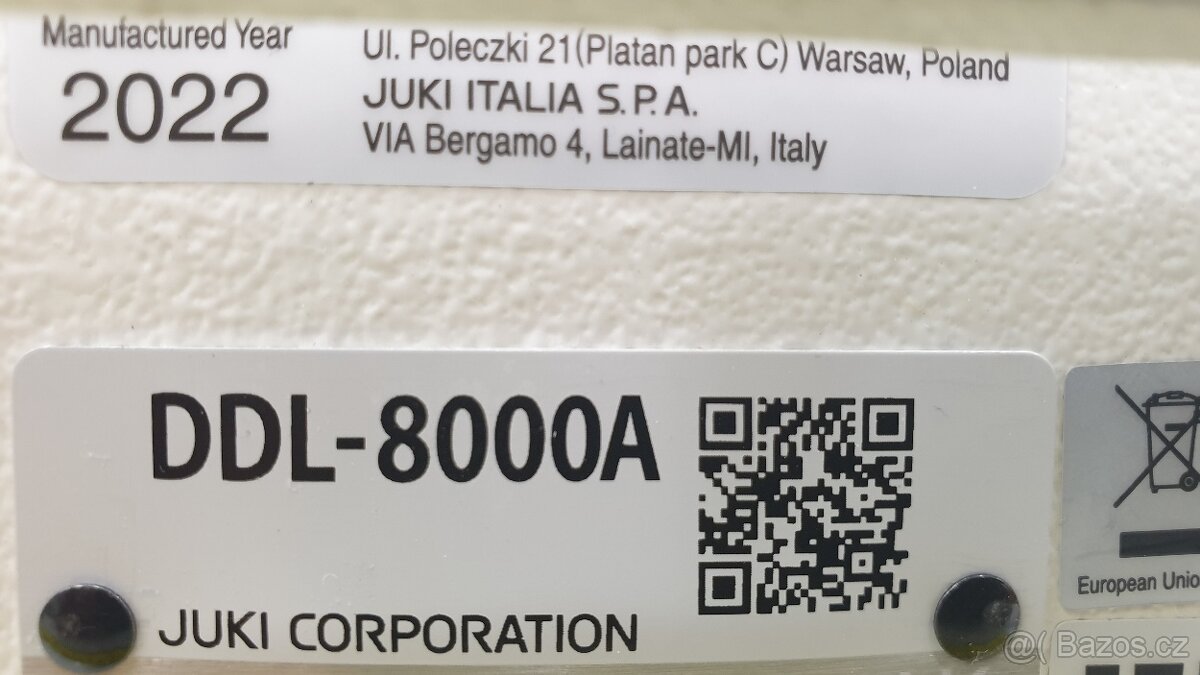 Manufactured Year
2022
Ul. Poleczki 21(Platan park C) Warsaw, Poland
JUKI ITALIA S.P.A.
VIA Bergamo 4, Lainate-MI, Italy
DDL-8000A
JUKI CORPORATION
European Unio
@( Bazos.cz